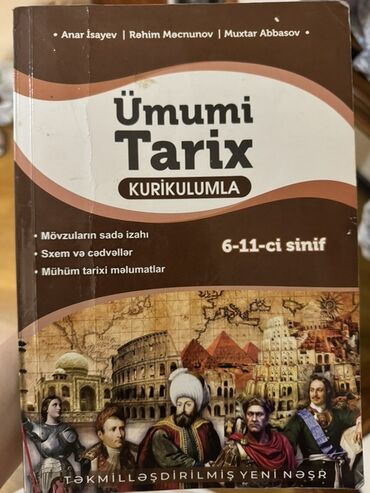 • Anar İsayev | Rəhim Məcnunov | Muxtar Abbasov •
Ümumi
Tarix
KURİKULUMLA
• Mövzuların sadə izahı
• Sxem və cədvəllər
• Mühüm tarixi məlumatlar
6-11-ci sinif
TƏKMİLLƏŞDİRİLMİŞ YENİ NƏŞR